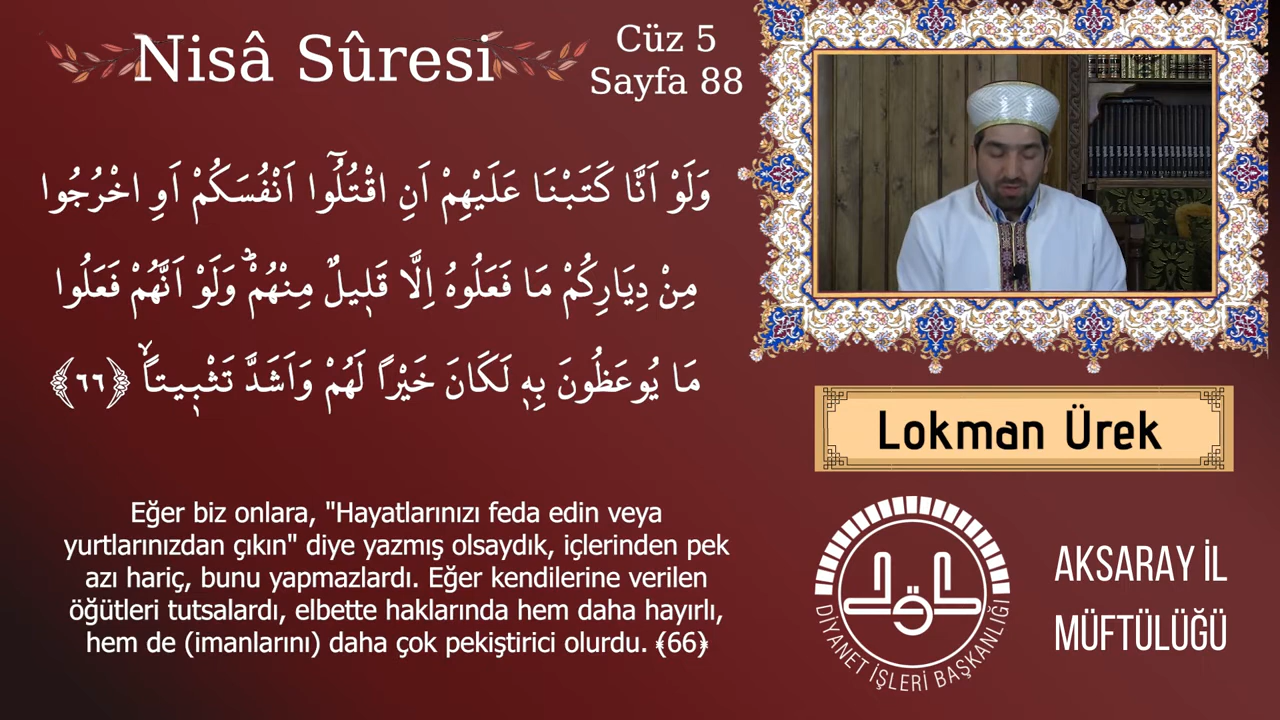 Nisâ Sûresi
Cüz 5
Sayfa 88
وَلَوْ اَنَّا كَتَبْنَا عَلَيْهِمْ اَنِ اقْتُلُٓوا اَنْفُسَكُمْ اَوِ اخْرُجُوا
مِنْ دِيَارِكُمْ مَا فَعَلُوهُ اِلَّا قَل۪يلٌ مِنْهُمْۜ وَلَوْ اَنَّهُمْ فَعَلُوا
مَا يُوعَظُونَ بِه۪ لَكَانَ خَيْرًا لَهُمْ وَاَشَدَّ تَثْب۪يتًاۙ ﴿٦٦﴾
Eğer biz onlara, "Hayatlarınızı feda edin veya
yurtlarınızdan çıkın" diye yazmış olsaydık, içlerinden pek
azı hariç, bunu yapmazlardı. Eğer kendilerine verilen
öğütleri tutsalardı, elbette haklarında hem daha hayırlı,
hem de (imanlarını) daha çok pekiştirici olurdu. ﴾66﴿
Lokman Ürek
DİYANET İŞLERİ BAŞKANLIĞI
AKSARAY İL
MÜFTÜLÜĞÜ